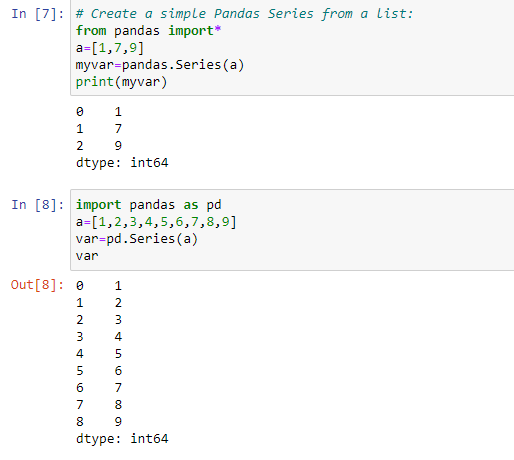 In [7]: # Create a simple Pandas Series from a list:
from pandas import*
a=[1,7,9]
myvar=pandas.Series(a)
print(myvar)
0    1
1    7
2    9
dtype: int64
In [8]: import pandas as pd
a=[1,2,3,4,5,6,7,8,9]
var=pd.Series(a)
var
Out[8]: 0    1
1    2
2    3
3    4
4    5
5    6
6    7
7    8
8    9
dtype: int64